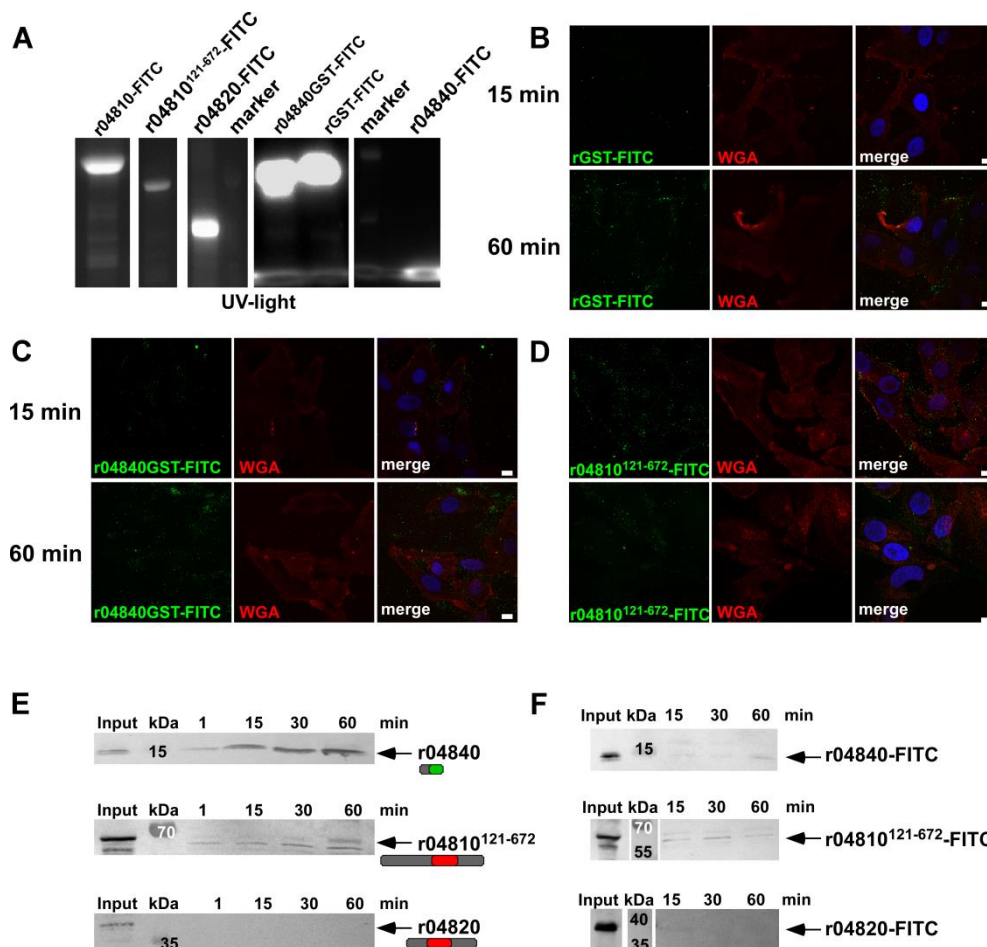 A
r04810-FITC
r04810¹²¹⁻⁶⁷²-FITC
r04820-FITC
marker
r04840GST-FITC
rGST-FITC
marker
r04840-FITC
UV-light
B
15 min
rGST-FITC WGA merge
60 min
rGST-FITC WGA merge
C
15 min
r04840GST-FITC WGA merge
60 min
r04840GST-FITC WGA merge
D
r04810¹²¹⁻⁶⁷²-FITC WGA merge
r04810¹²¹⁻⁶⁷²-FITC WGA merge
E
Input kDa 1 15 30 60 min
15 r04840
Input kDa 1 15 30 60 min
70 r04810¹²¹⁻⁶⁷²
Input kDa 1 15 30 60 min
35 r04820
F
Input kDa 15 30 60 min
15 r04840-FITC
Input kDa 15 30 60 min
70
55 r04810¹²¹⁻⁶⁷²-FITC
Input kDa 15 30 60 min
40
35 r04820-FITC